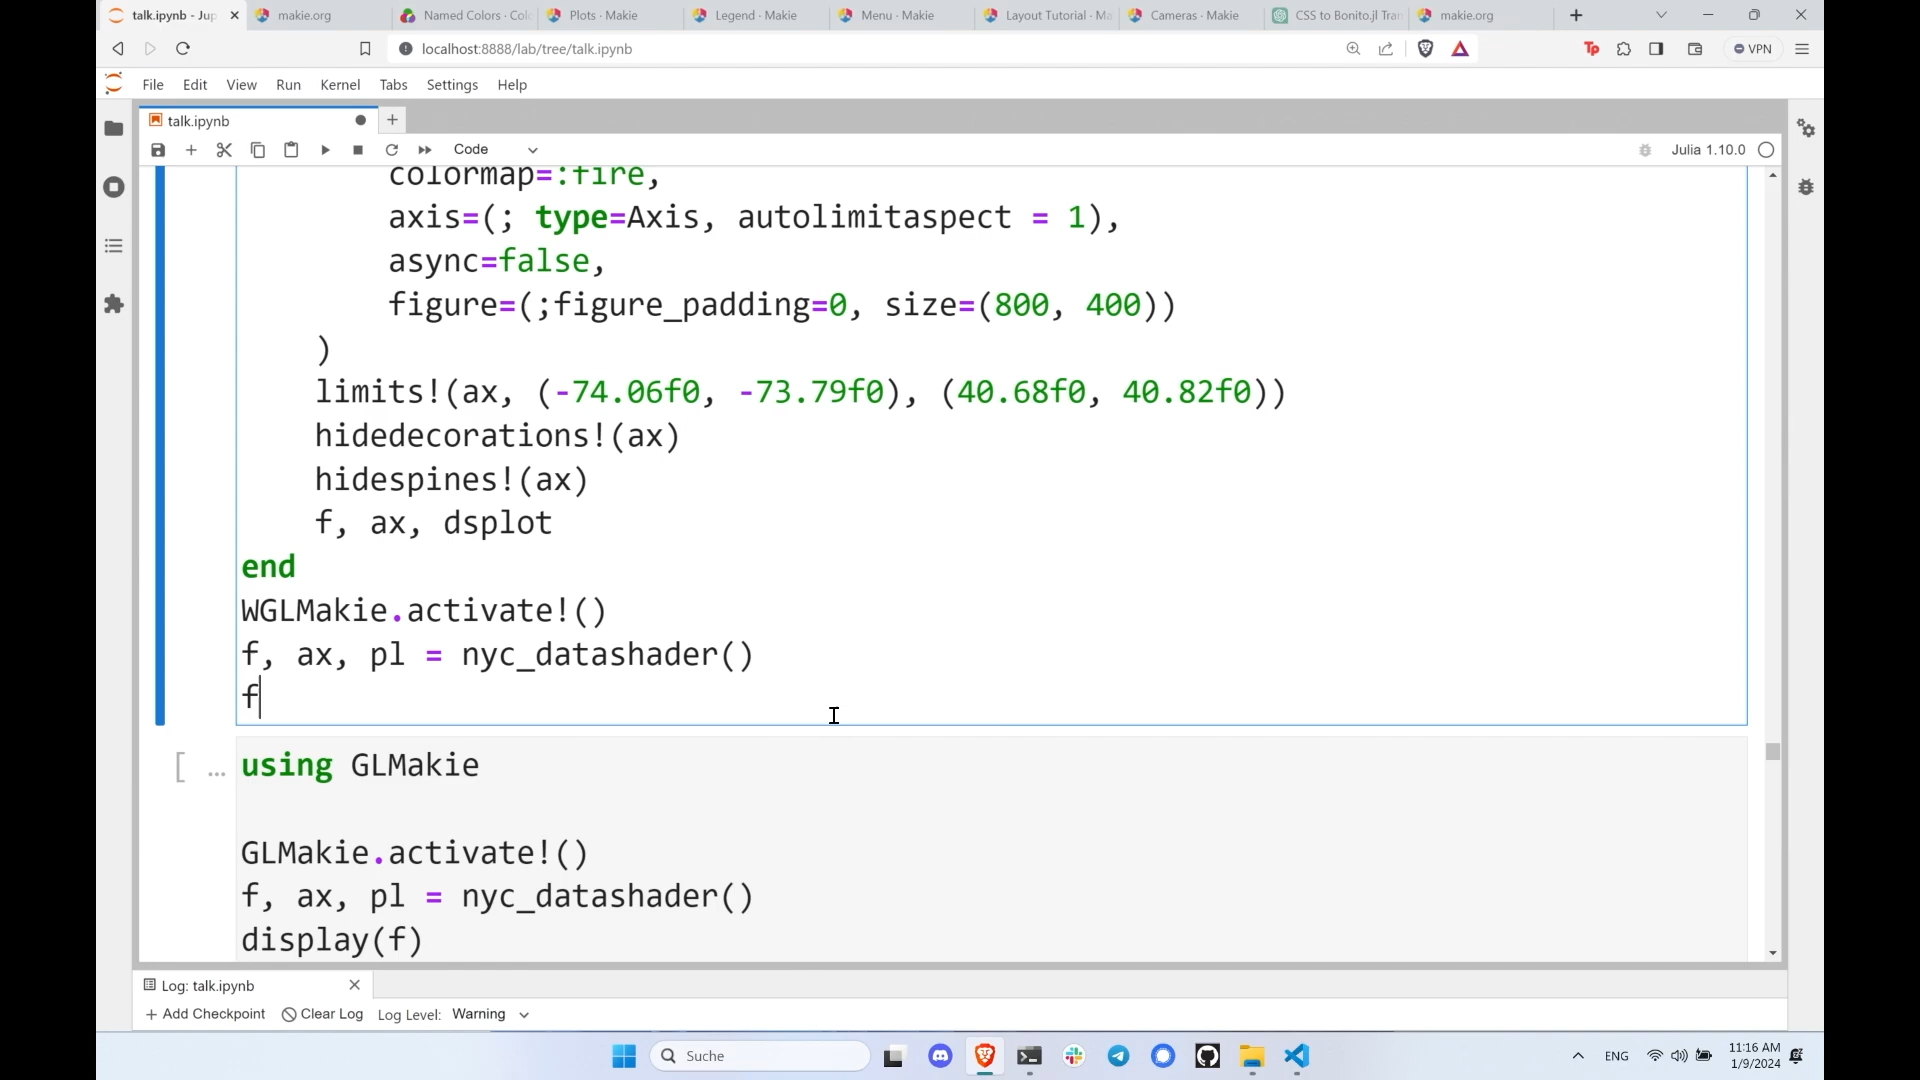 talk.ipynb - Jup
makie.org
Named Colors · Col
Plots · Makie
Legend · Makie
Menu · Makie
Layout Tutorial · Ma
Cameras · Makie
CSS to Bonito.jl Tran
makie.org
localhost:8888/lab/tree/talk.ipynb
Tp
VPN
File Edit View Run Kernel Tabs Settings Help
talk.ipynb
Code
Julia 1.10.0
colormap=:fire,
axis=(; type=Axis, autolimitaspect = 1),
async=false,
figure=(;figure_padding=0, size=(800, 400))
)
limits!(ax, (-74.06f0, -73.79f0), (40.68f0, 40.82f0))
hidedecorations!(ax)
hidespines!(ax)
f, ax, dsplot
end
WGLMakie.activate!()
f, ax, pl = nyc_datashader()
f
[ … using GLMakie
GLMakie.activate!()
f, ax, pl = nyc_datashader()
display(f)
Log: talk.ipynb
+ Add Checkpoint Clear Log Log Level: Warning
Suche
ENG
11:16 AM
1/9/2024